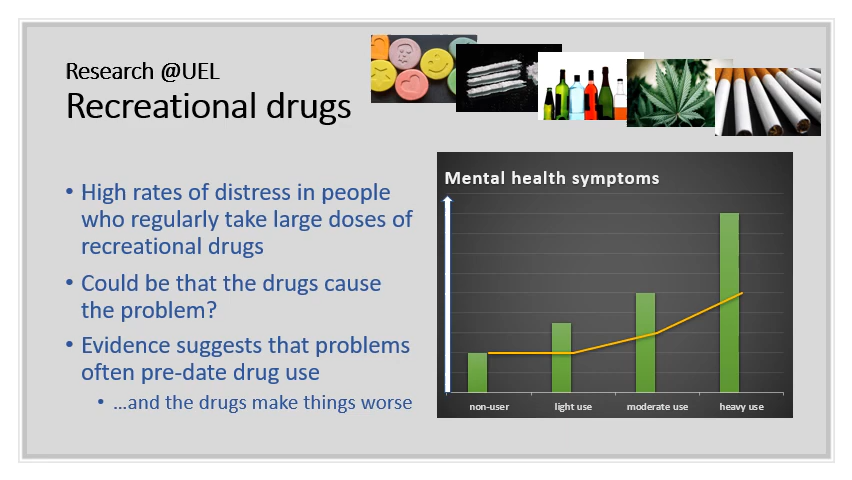 Research @UEL
Recreational drugs
• High rates of distress in people
who regularly take large doses of
recreational drugs
• Could be that the drugs cause
the problem?
• Evidence suggests that problems
often pre-date drug use
• …and the drugs make things worse
Mental health symptoms
non-user light use moderate use heavy use